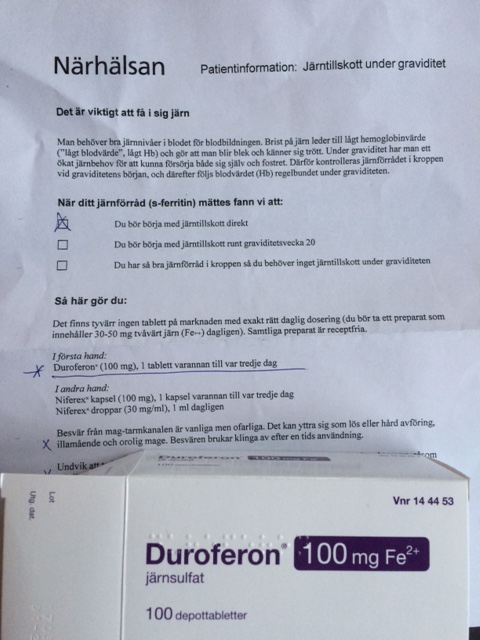 Närhälsan
Patientinformation: Järntillskott under graviditet
Det är viktigt att få i sig järn
Man behöver bra järnnivåer i blodet för blodbildningen. Brist på järn leder till lågt hemoglobinvärde
("lågt blodvärde", lågt Hb) och gör att man blir blek och känner sig trött. Under graviditet har man ett
ökat järnbehov för att kunna försörja både sig själv och fostret. Därför kontrolleras järnförrådet i kroppen
vid graviditetens början, och därefter följs blodvärdet (Hb) regelbundet under graviditeten.
När ditt järnförråd (s-ferritin) mättes fann vi att:
Du bör börja med järntillskott direkt
Du bör börja med järntillskott runt graviditetsvecka 20
Du har så bra järnförråd i kroppen så du behöver inget järntillskott under graviditeten
Så här gör du:
Det finns tyvärr ingen tablett på marknaden med exakt rätt daglig dosering (du bör ta ett preparat som
innehåller 30-50 mg tvåvärt järn (Fe--) dagligen). Samtliga preparat är receptfria.
I första hand:
Duroferon® (100 mg), 1 tablett varannan till var tredje dag
I andra hand:
Niferex® kapsel (100 mg), 1 kapsel varannan till var tredje dag
Niferex® droppar (30 mg/ml), 1 ml dagligen
Besvär från mag-tarmkanalen är vanliga men ofarliga. Det kan yttra sig som lös eller hård avföring,
illamående och orolig mage. Besvären brukar klinga av efter en tids användning.
Undvik att
Duroferon® 100 mg Fe2+
Lot
Utg. dat.
Vnr 14 44 53
Duroferon® 100 mg Fe2+
järnsulfat
100 depottabletter